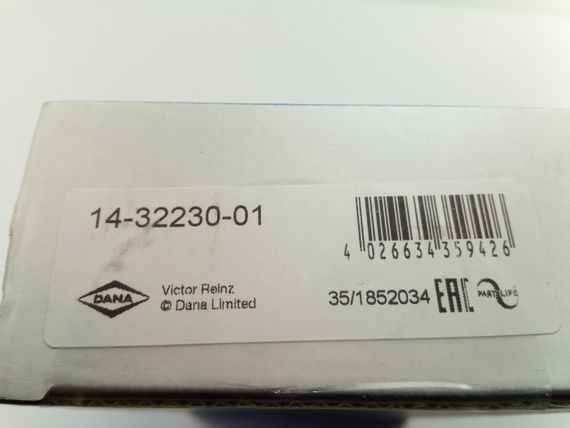 14-32230-01
4 026634 359426
DANA
Victor Reinz
© Dana Limited
35/1852034
EAC
PARTSLIFE